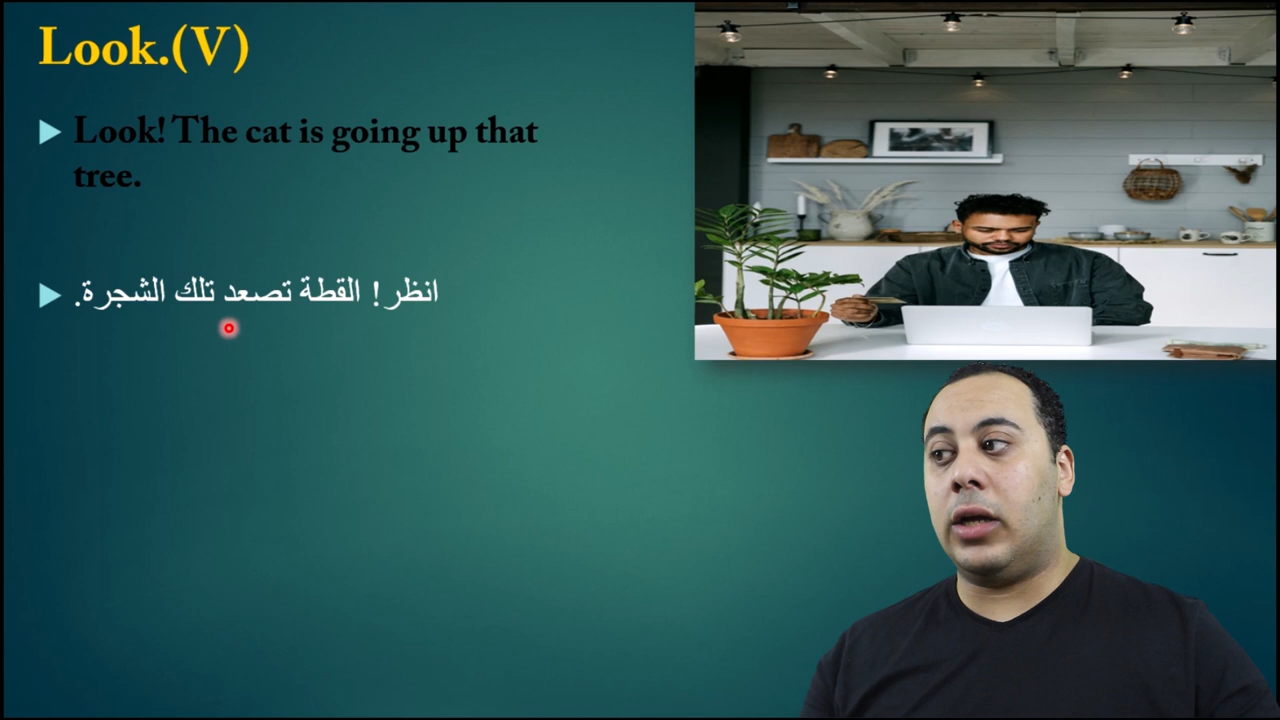 Look.(V)
Look! The cat is going up that
tree.
انظر! القطة تصعد تلك الشجرة.